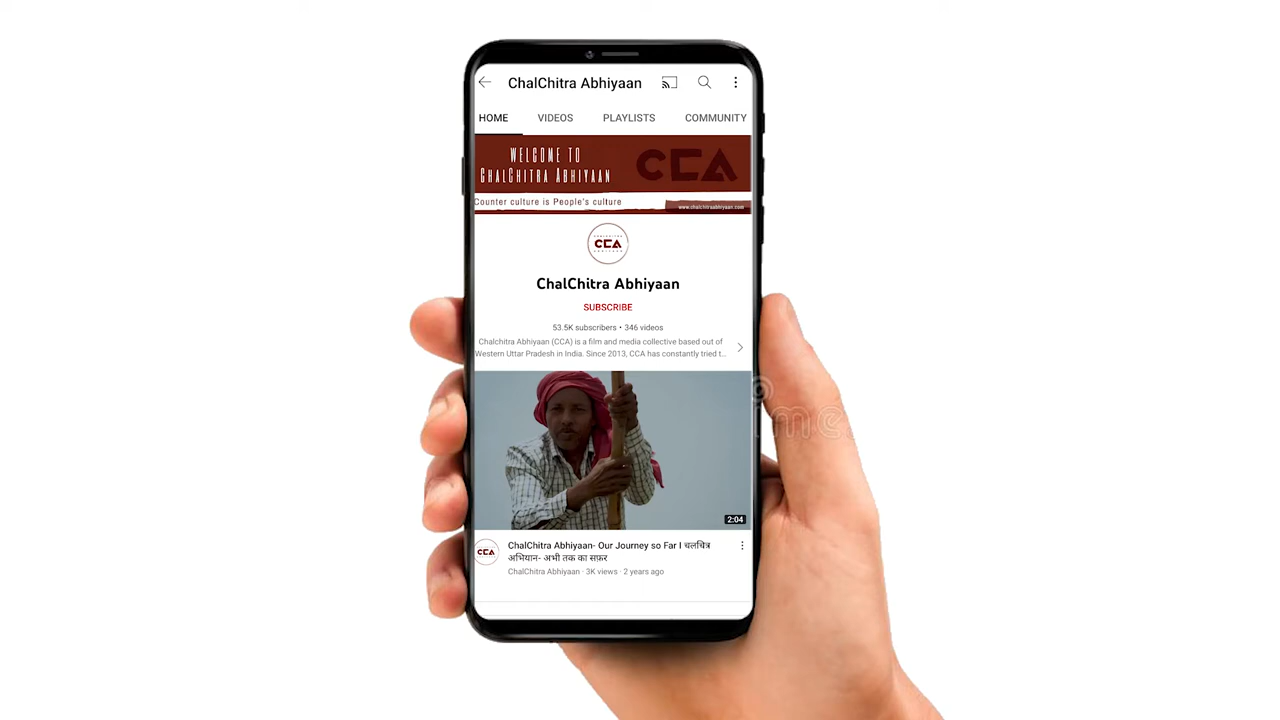 ChalChitra Abhiyaan
HOME VIDEOS PLAYLISTS COMMUNITY
WELCOME TO
CHALCHITRA ABHIYAAN
CCA
Counter culture is People's culture
www.chalchitraabhiyaan.com
CHALCHITRA
CCA
ABHIYAAN
ChalChitra Abhiyaan
SUBSCRIBE
53.5K subscribers • 346 videos
Chalchitra Abhiyaan (CCA) is a film and media collective based out of
Western Uttar Pradesh in India. Since 2013, CCA has constantly tried t...
2:04
CCA
ChalChitra Abhiyaan- Our Journey so Far I चलचित्र
अभियान- अभी तक का सफ़र
ChalChitra Abhiyaan · 3K views · 2 years ago